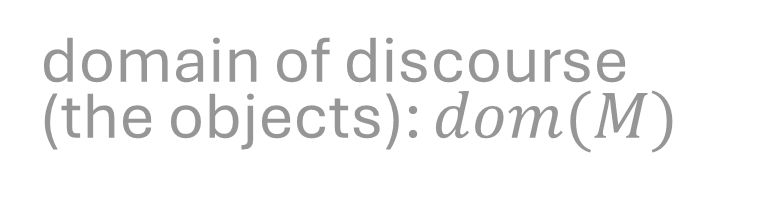 domain of discourse
(the objects): dom(M)